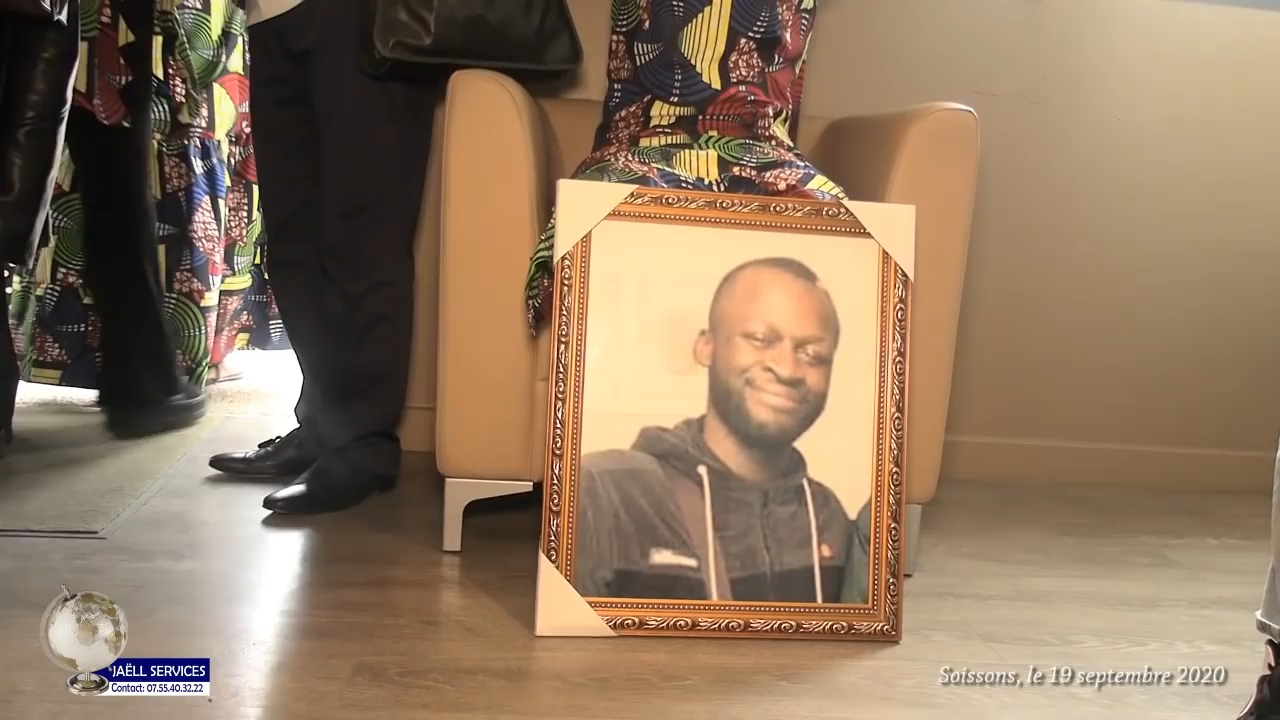 JAËLL SERVICES
Contact: 07.55.40.32.22
Soissons, le 19 septembre 2020